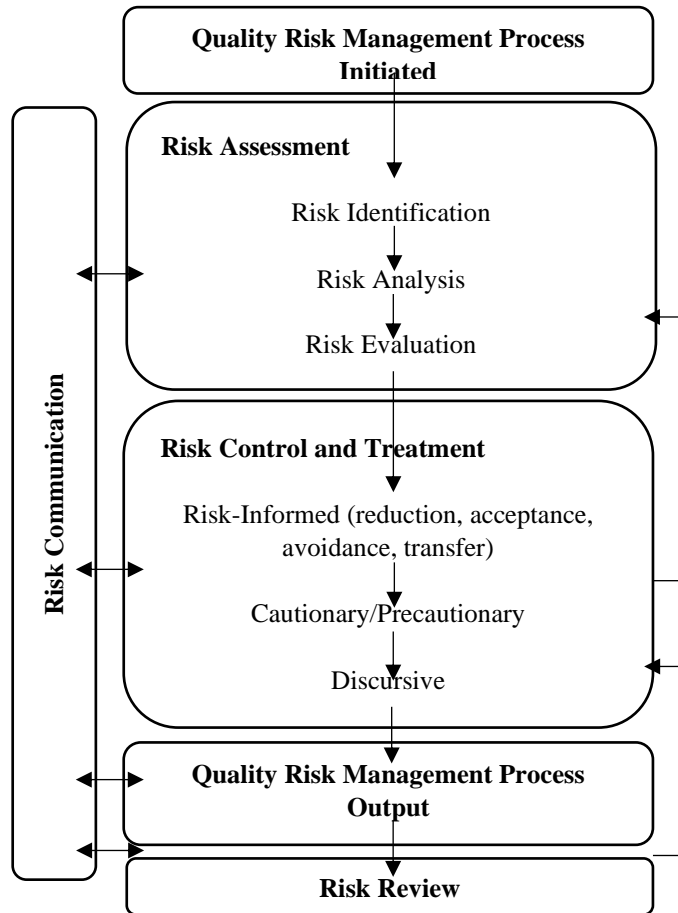 Quality Risk Management Process
Initiated
Risk Assessment
Risk Identification
Risk Analysis
Risk Evaluation
Risk Communication
Risk Control and Treatment
Risk-Informed (reduction, acceptance,
avoidance, transfer)
Cautionary/Precautionary
Discursive
Quality Risk Management Process
Output
Risk Review